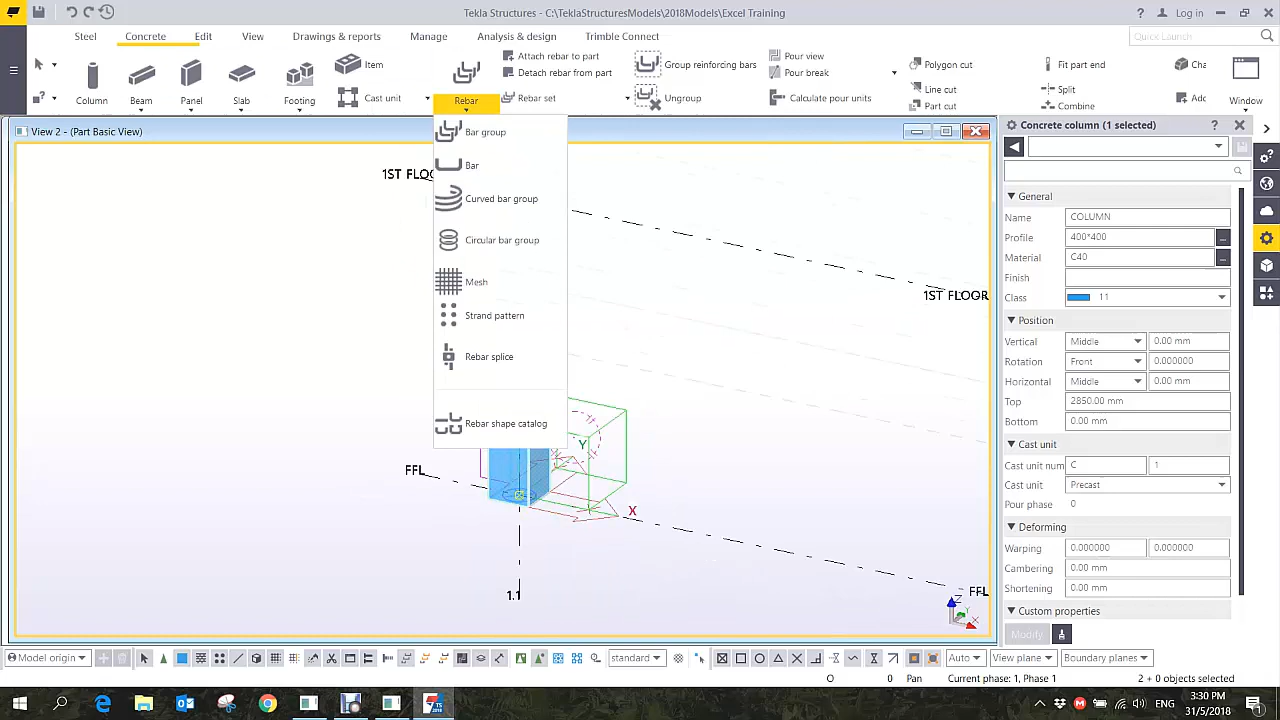 Tekla Structures - C:\TeklaStructuresModels\2018Models\Excel Training
Log in
Steel
Concrete
Edit
View
Drawings & reports
Manage
Analysis & design
Trimble Connect
Quick Launch
Column
Beam
Panel
Slab
Footing
Item
Cast unit
Rebar
Attach rebar to part
Detach rebar from part
Rebar set
Group reinforcing bars
Ungroup
Pour view
Pour break
Calculate pour units
Polygon cut
Line cut
Part cut
Fit part end
Split
Combine
Window
View 2 - (Part Basic View)
Bar group
Bar
Curved bar group
Circular bar group
Mesh
Strand pattern
Rebar splice
Rebar shape catalog
1ST FLOO
1ST FLOOR
FFL
Y
X
1.1
FFL
Z
Y
X
Concrete column (1 selected)
General
Name COLUMN
Profile 400*400
Material C40
Finish
Class 11
Position
Vertical Middle 0.00 mm
Rotation Front 0.000000
Horizontal Middle 0.00 mm
Top 2850.00 mm
Bottom 0.00 mm
Cast unit
Cast unit num C 1
Cast unit Precast
Pour phase 0
Deforming
Warping 0.000000 0.000000
Cambering 0.00 mm
Shortening 0.00 mm
Custom properties
Modify
Model origin
standard
Auto
View plane
Boundary planes
O 0 Pan Current phase: 1, Phase 1 2 + 0 objects selected
ENG
3:30 PM
31/5/2018